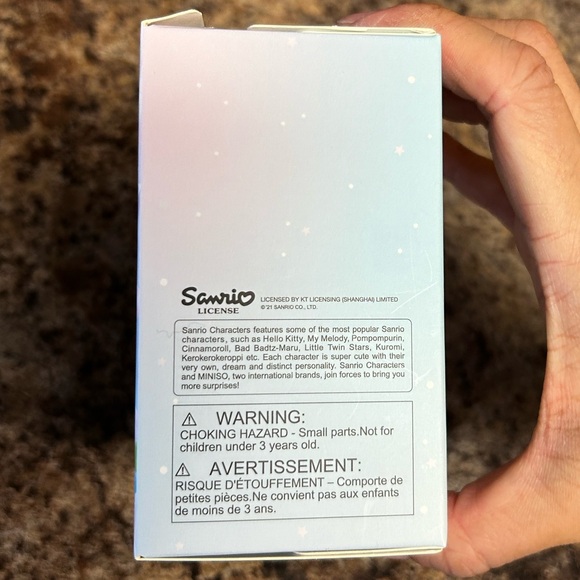 Sanrio
LICENSE
LICENSED BY KT LICENSING (SHANGHAI) LIMITED
©'21 SANRIO CO., LTD.
Sanrio Characters features some of the most popular Sanrio
characters, such as Hello Kitty, My Melody, Pompompurin,
Cinnamoroll, Bad Badtz-Maru, Little Twin Stars, Kuromi,
Kerokerokeroppi etc. Each character is super cute with their
very own, dream and distinct personality. Sanrio Characters
and MINISO, two international brands, join forces to bring you
more surprises!
WARNING:
CHOKING HAZARD - Small parts.Not for
children under 3 years old.
AVERTISSEMENT:
RISQUE D'ÉTOUFFEMENT – Comporte de
petites pièces.Ne convient pas aux enfants
de moins de 3 ans.